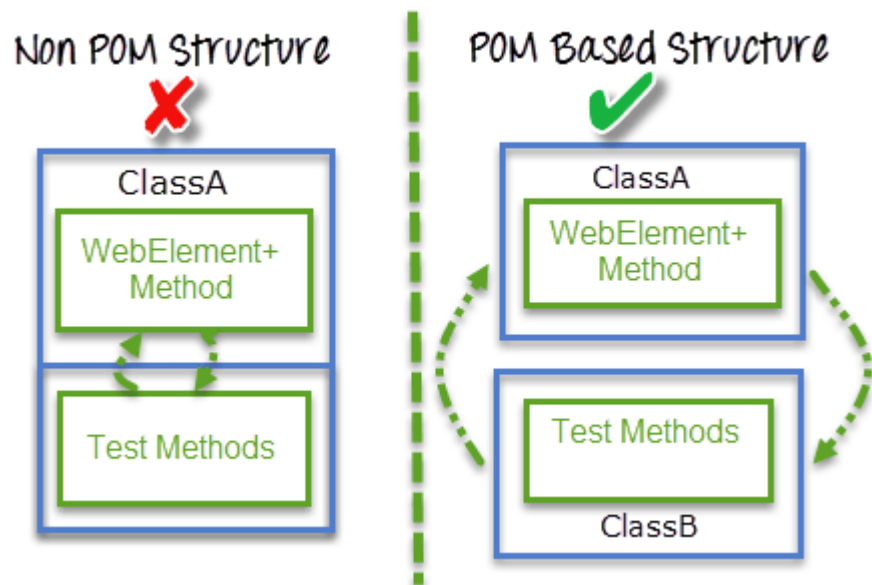 Non POM Structure
ClassA
WebElement+
Method
Test Methods
POM Based Structure
ClassA
WebElement+
Method
Test Methods
ClassB